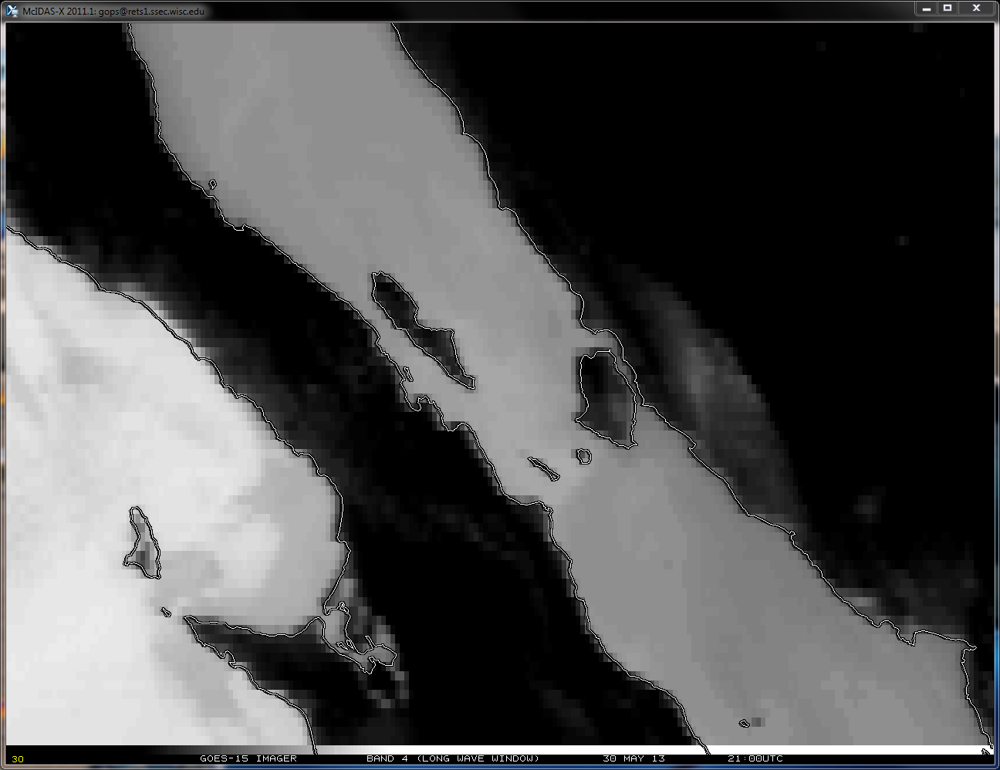 McIDAS-X 2011.1: gops@rets1.ssec.wisc.edu
30 GOES-15 IMAGER BAND 4 (LONG WAVE WINDOW) 30 MAY 13 21:00UTC